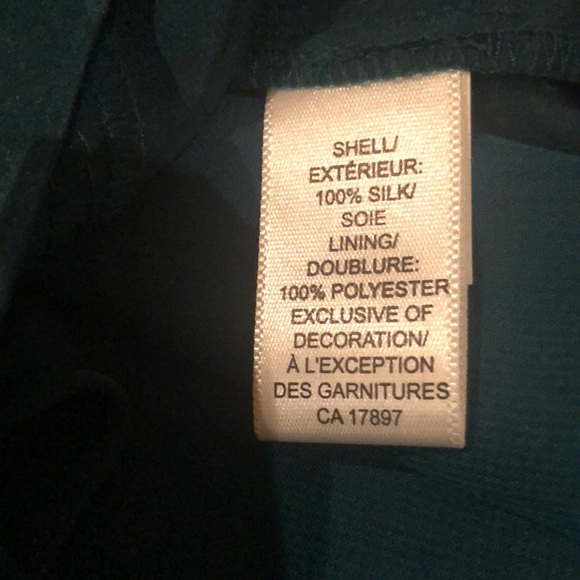 SHELL/
EXTÉRIEUR:
100% SILK/
SOIE
LINING/
DOUBLURE:
100% POLYESTER
EXCLUSIVE OF
DECORATION/
À L'EXCEPTION
DES GARNITURES
CA 17897